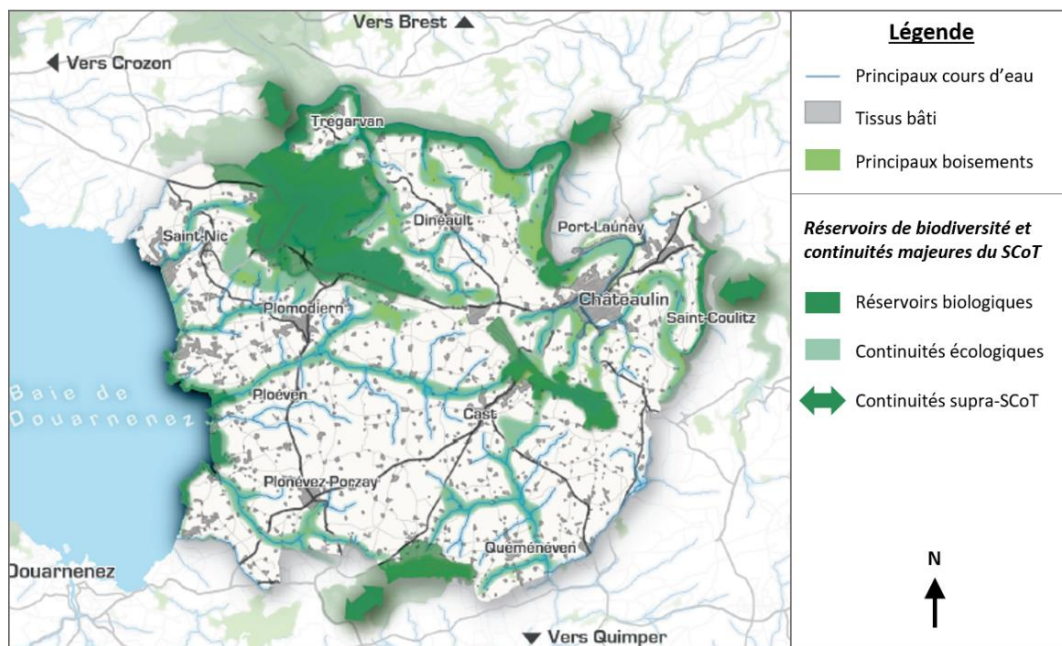 Vers Brest
Vers Crozon
Trégarvan
Dinéault
Port-Launay
Saint-Nic
Châteaulin
Plomodiern
Saint-Coulitz
Baie de
Douarnenez
Ploéven
Cast
Plonévez-Porzay
Quéménéven
Douarnenez
Vers Quimper
Légende
Principaux cours d'eau
Tissus bâti
Principaux boisements
Réservoirs de biodiversité et
continuités majeures du SCoT
Réservoirs biologiques
Continuités écologiques
Continuités supra-SCoT
N